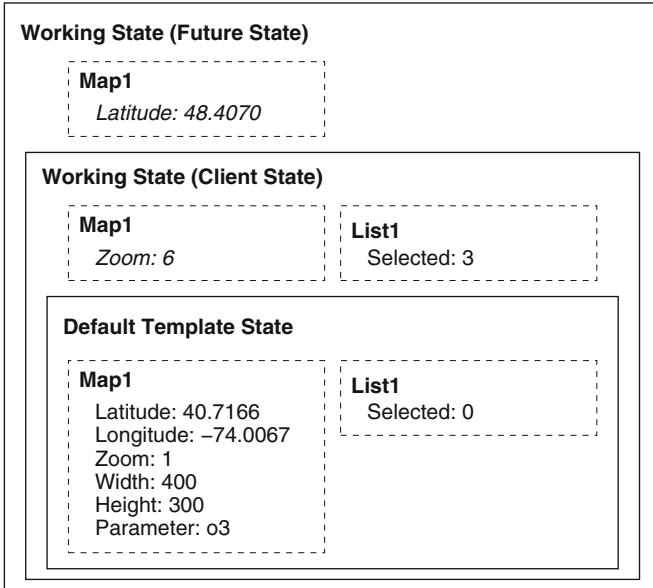 Working State (Future State)
Map1
Latitude: 48.4070
Working State (Client State)
Map1
Zoom: 6
List1
Selected: 3
Default Template State
Map1
Latitude: 40.7166
Longitude: −74.0067
Zoom: 1
Width: 400
Height: 300
Parameter: o3
List1
Selected: 0